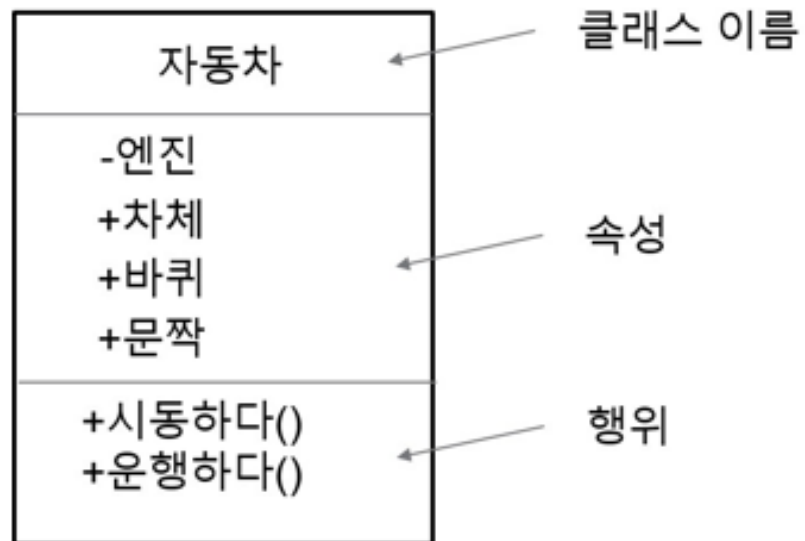 자동차
클래스 이름
-엔진
+차체
+바퀴
+문짝
속성
+시동하다()
+운행하다()
행위